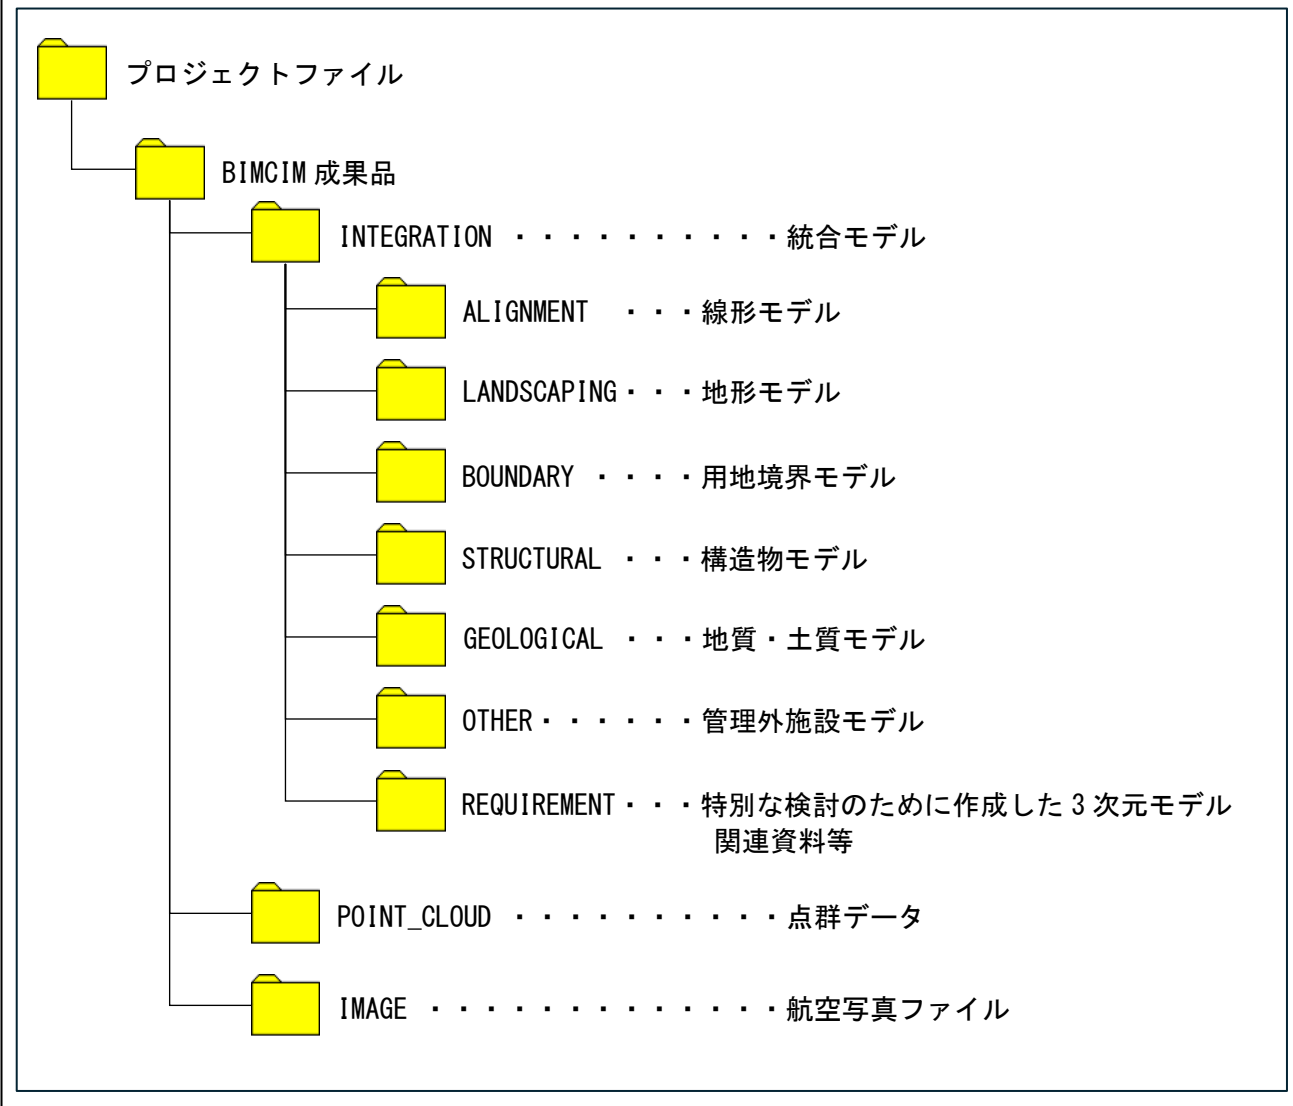 プロジェクトファイル
BIMCIM 成果品
INTEGRATION ・・・・・・・・・・統合モデル
ALIGNMENT ・・・線形モデル
LANDSCAPING・・・地形モデル
BOUNDARY ・・・・用地境界モデル
STRUCTURAL ・・・構造物モデル
GEOLOGICAL ・・・地質・土質モデル
OTHER・・・・・・管理外施設モデル
REQUIREMENT・・・特別な検討のために作成した 3 次元モデル
関連資料等
POINT_CLOUD ・・・・・・・・・・点群データ
IMAGE ・・・・・・・・・・・・・航空写真ファイル